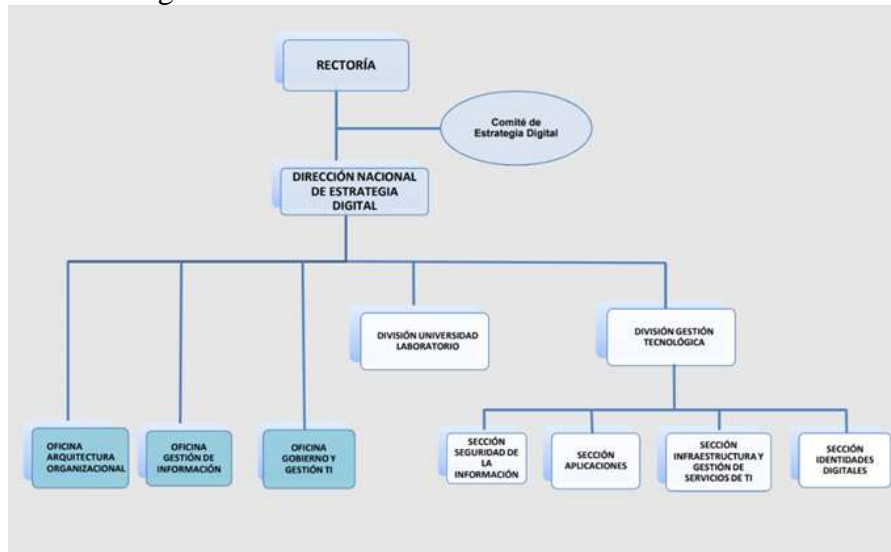 RECTORÍA
Comité de
Estrategia Digital
DIRECCIÓN NACIONAL
DE ESTRATEGIA
DIGITAL
DIVISIÓN UNIVERSIDAD
LABORATORIO
DIVISIÓN GESTIÓN
TECNOLÓGICA
OFICINA
ARQUITECTURA
ORGANIZACIONAL
OFICINA
GESTIÓN DE
INFORMACIÓN
OFICINA
GOBIERNO Y
GESTIÓN TI
SECCIÓN
SEGURIDAD DE
LA
INFORMACIÓN
SECCIÓN
APLICACIONES
SECCIÓN
INFRAESTRUCTURA Y
GESTIÓN DE
SERVICIOS DE TI
SECCIÓN
IDENTIDADES
DIGITALES